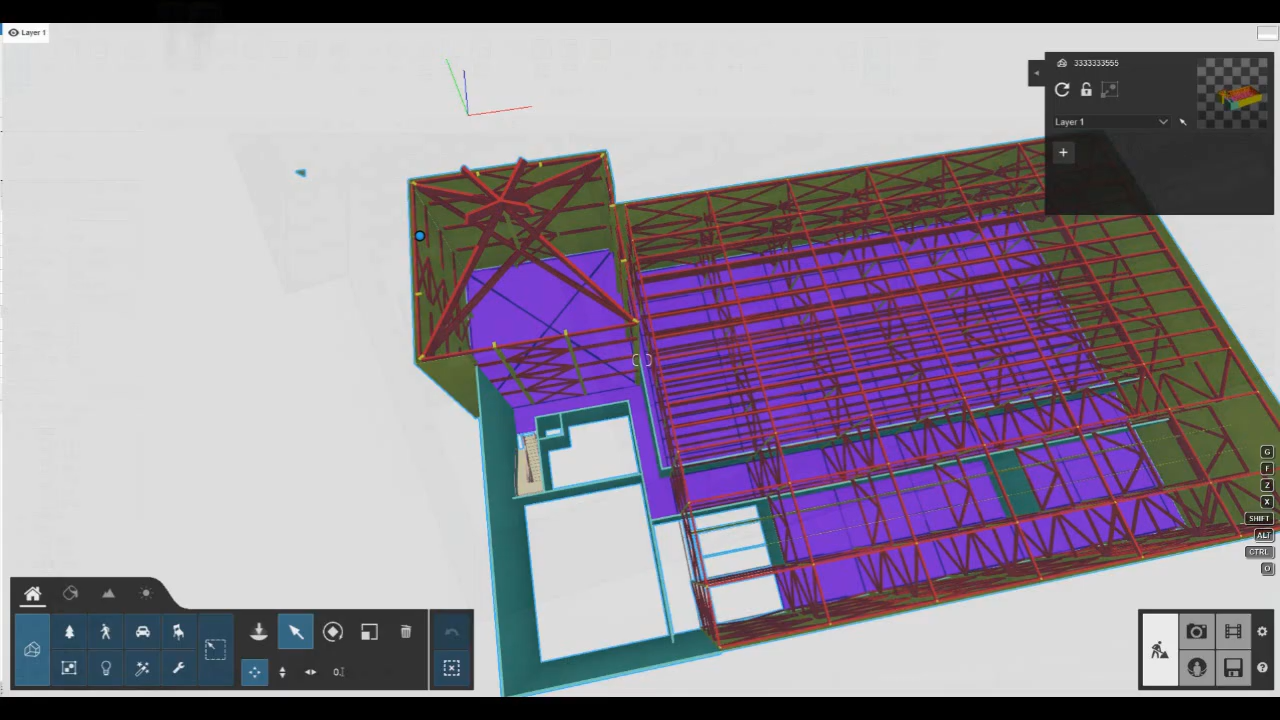 Layer 1
3333333555
Layer 1
+
G
F
Z
X
SHIFT
ALT
CTRL
O
?